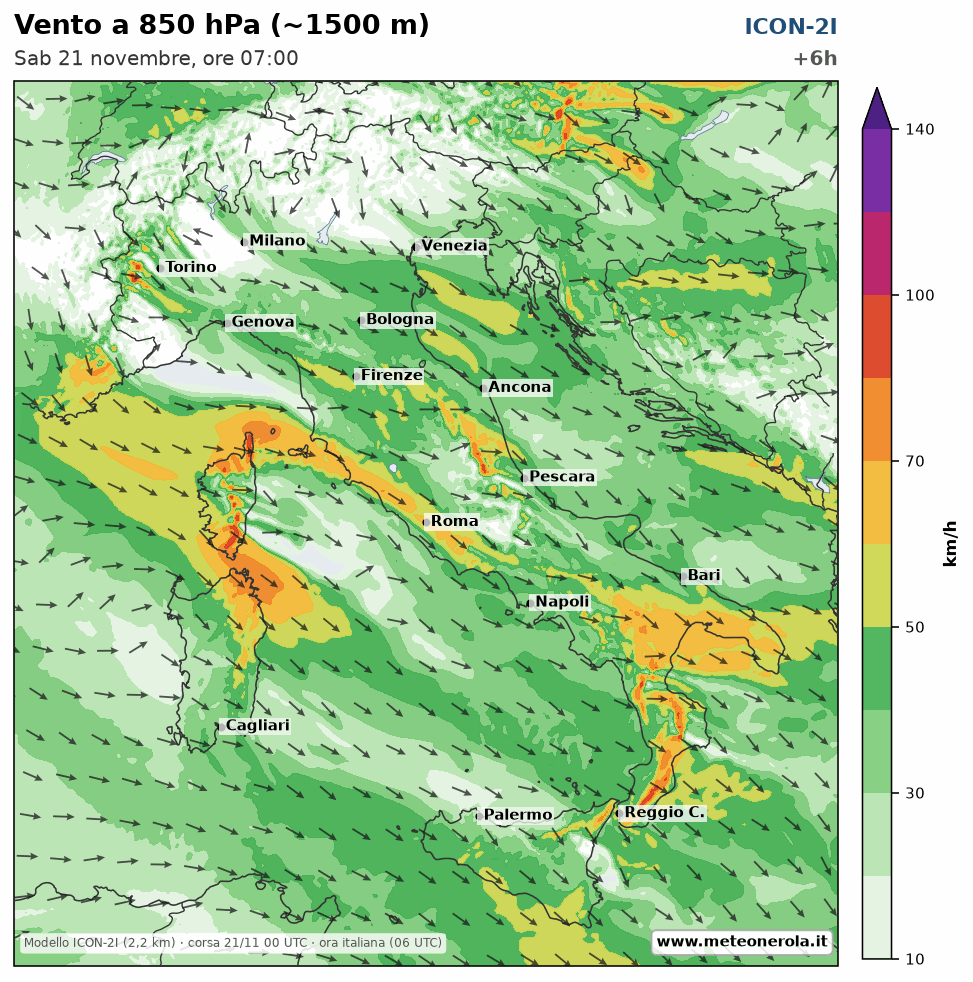 Vento a 850 hPa (~1500 m)
ICON-2I
Sab 21 novembre, ore 07:00
+6h
140
100
70
50
30
10
km/h
Milano
Venezia
Torino
Genova
Bologna
Firenze
Ancona
Pescara
Roma
Bari
Napoli
Cagliari
Palermo
Reggio C.
Modello ICON-2I (2,2 km) · corsa 21/11 00 UTC · ora italiana (06 UTC)
www.meteonerola.it